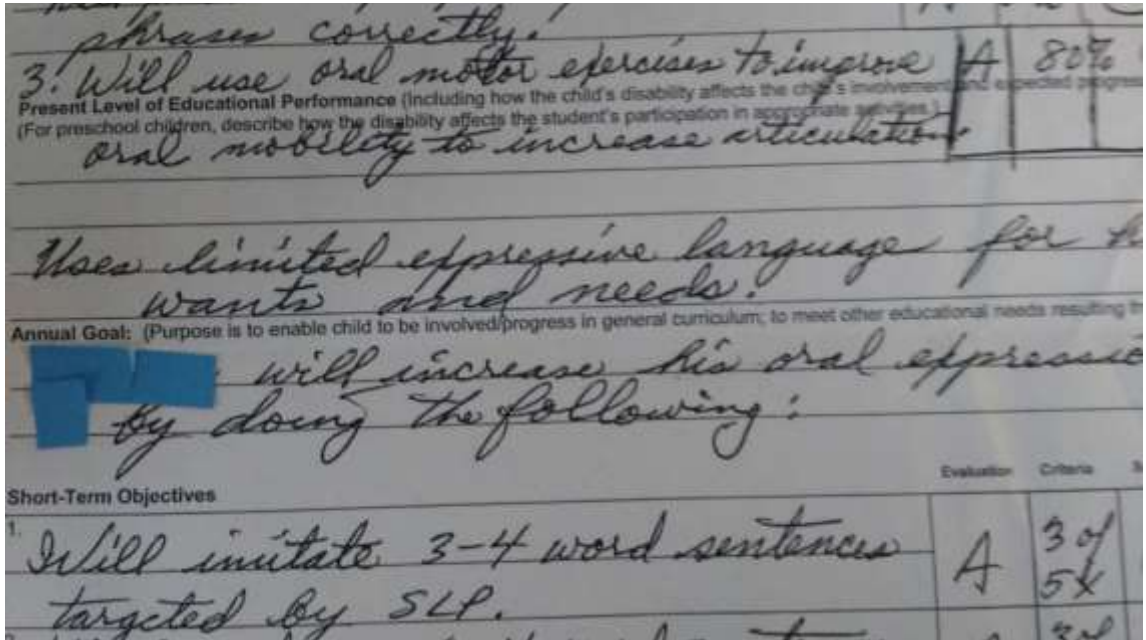 phrases correctly.
3. Will use oral motor exercises to improve A 80%
Present Level of Educational Performance (Including how the child's disability affects the child's involvement and expected progress
(For preschool children, describe how the disability affects the student's participation in appropriate activities.)
oral mobility to increase articulation.
Uses limited expressive language for
wants and needs.
Annual Goal: (Purpose is to enable child to be involved/progress in general curriculum; to meet other educational needs resulting
will increase his oral expressio
by doing the following:
Evaluation Criteria
Short-Term Objectives
1. Will imitate 3-4 word sentences A 3 of
targeted by SLP. 5x